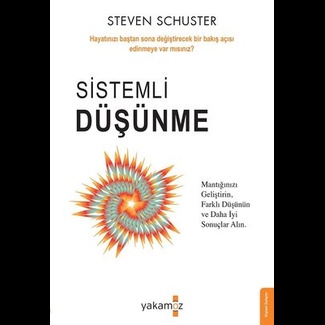 STEVEN SCHUSTER
Hayatınızı baştan sona değiştirecek bir bakış açısı
edinmeye var mısınız?
SİSTEMLİ
DÜŞÜNME
Mantığınızı
Geliştirin,
Farklı Düşünün
ve Daha İyi
Sonuçlar Alın.
yakamoz